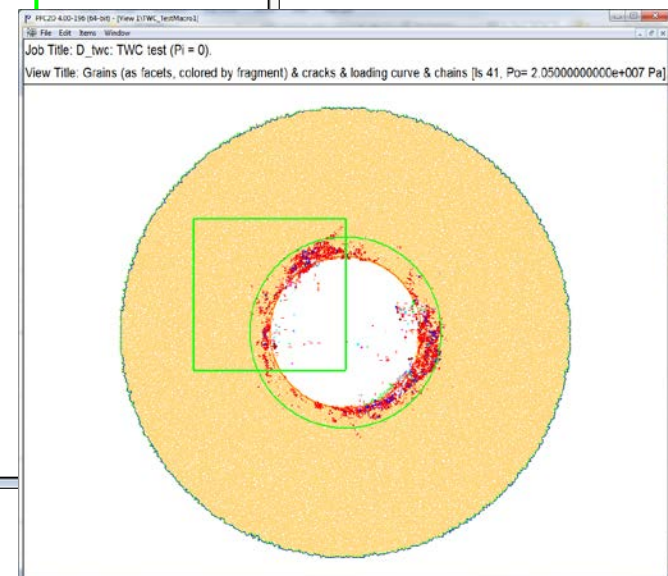 PFC2D 4.00-196 (64-bit) - [View 1\TWC_TestMacro1]
File Edit Items Window
Job Title: D_twc: TWC test (Pi = 0).
View Title: Grains (as facets, colored by fragment) & cracks & loading curve & chains [ls 41, Po= 2.05000000000e+007 Pa]